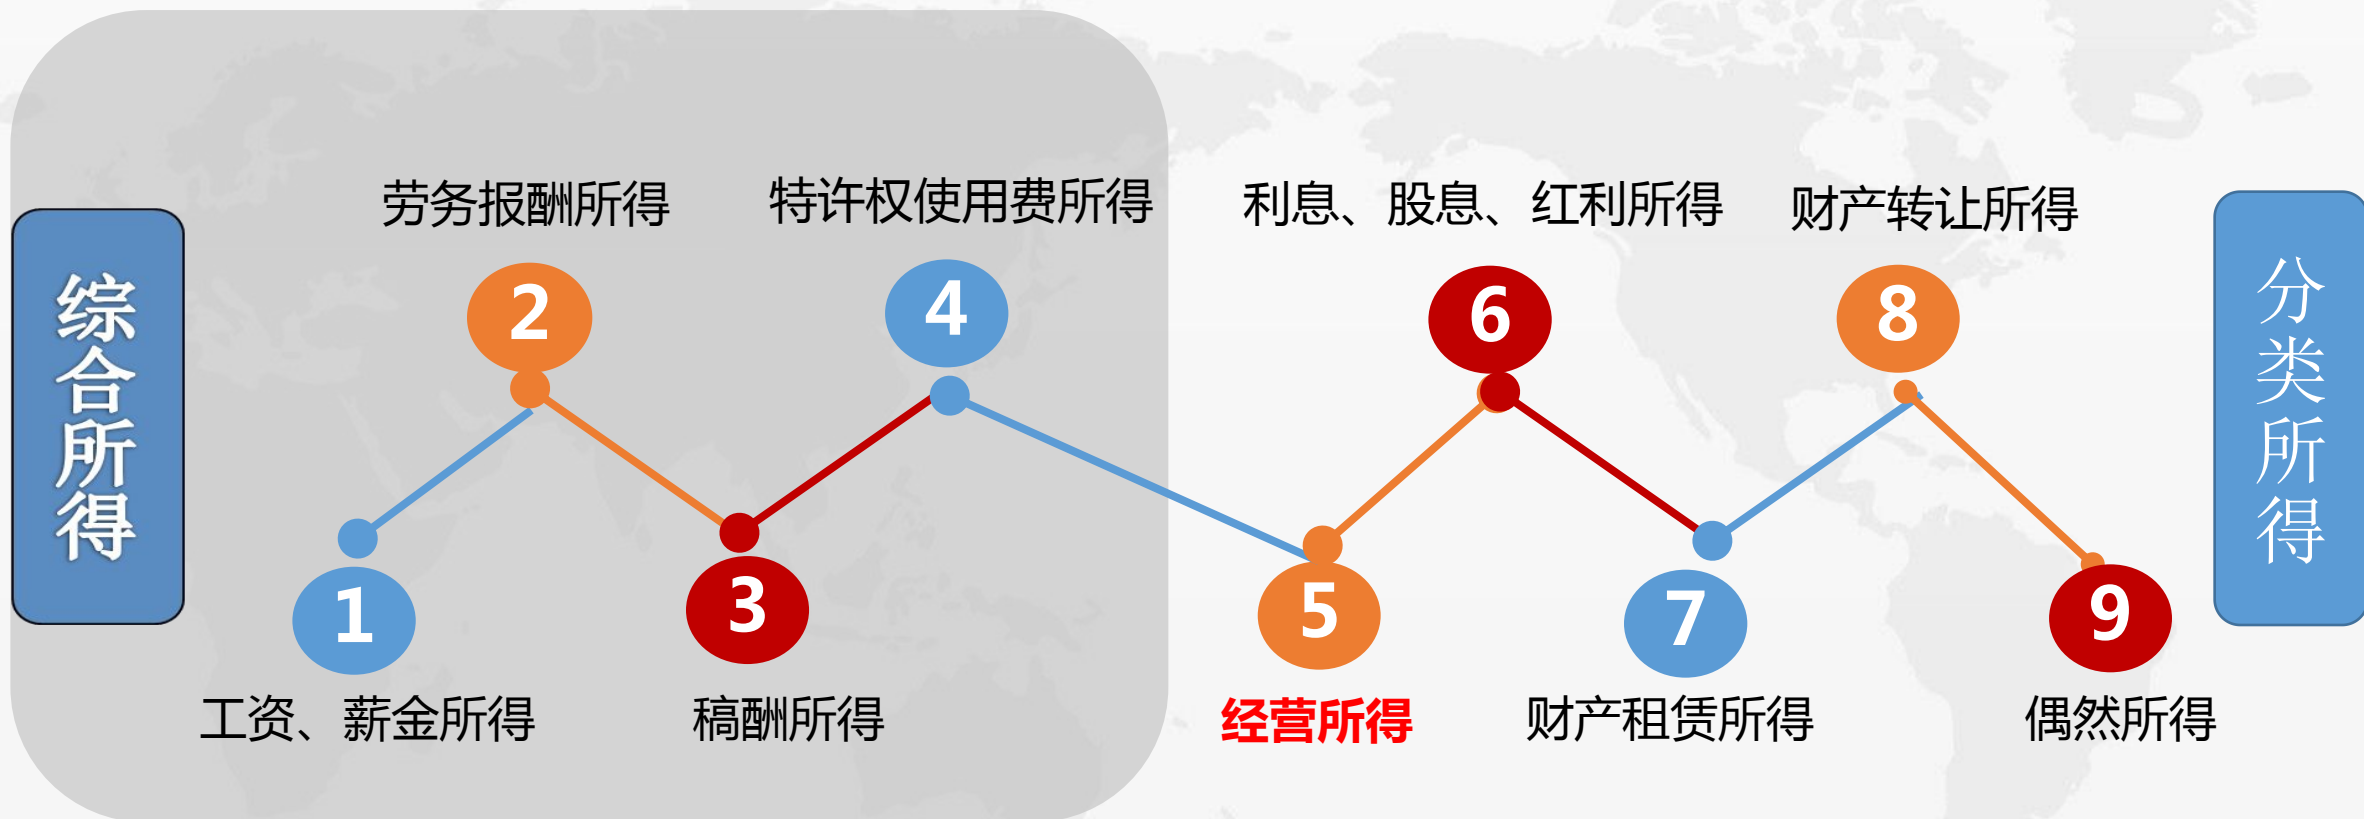 综合所得
劳务报酬所得
特许权使用费所得
利息、股息、红利所得
财产转让所得
分类所得
2
4
6
8
1
3
5
7
9
工资、薪金所得
稿酬所得
经营所得
财产租赁所得
偶然所得